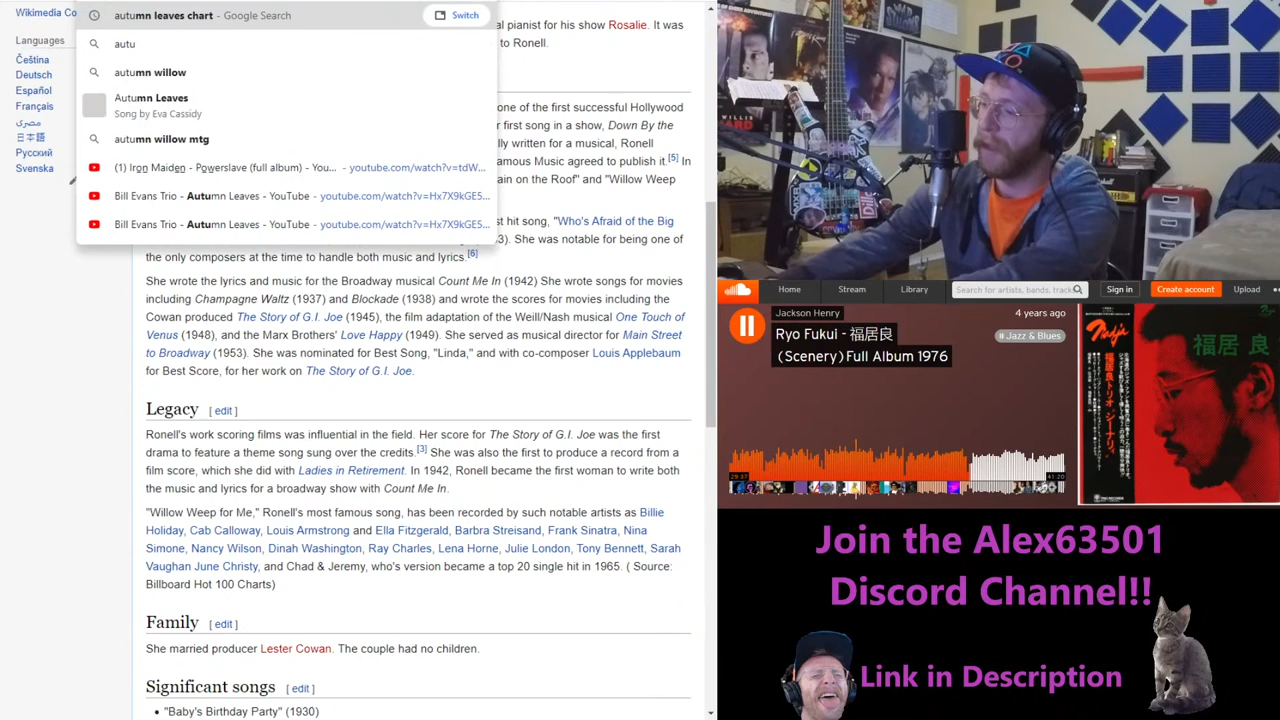 Wikimedia Co
Languages
Čeština
Deutsch
Español
Français
مصرى
日本語
Русский
Svenska
autumn leaves chart - Google Search
Switch
autu
autumn willow
Autumn Leaves
Song by Eva Cassidy
autumn willow mtg
(1) Iron Maiden - Powerslave (full album) - You... - youtube.com/watch?v=tdW...
Bill Evans Trio - Autumn Leaves - YouTube - youtube.com/watch?v=Hx7X9kGE5...
Bill Evans Trio - Autumn Leaves - YouTube - youtube.com/watch?v=Hx7X9kGE5...
al pianist for his show Rosalie. It was
to Ronell.
one of the first successful Hollywood
first song in a show, Down By the
lly written for a musical, Ronell
amous Music agreed to publish it.[5] In
ain on the Roof" and "Willow Weep
st hit song, "Who's Afraid of the Big
3). She was notable for being one of
the only composers at the time to handle both music and lyrics.[6]
She wrote the lyrics and music for the Broadway musical Count Me In (1942) She wrote songs for movies
including Champagne Waltz (1937) and Blockade (1938) and wrote the scores for movies including the
Cowan produced The Story of G.I. Joe (1945), film adaptation of the Weill/Nash musical One Touch of
Venus (1948), and the Marx Brothers' Love Happy (1949). She served as musical director for Main Street
to Broadway (1953). She was nominated for Best Song, "Linda," and with co-composer Louis Applebaum
for Best Score, for her work on The Story of G.I. Joe.
Legacy [ edit ]
Ronell's work scoring films was influential in the field. Her score for The Story of G.I. Joe was the first
drama to feature a theme song sung over the credits.[3] She was also the first to produce a record from a
film score, which she did with Ladies in Retirement. In 1942, Ronell became the first woman to write both
the music and lyrics for a broadway show with Count Me In.
"Willow Weep for Me," Ronell's most famous song, has been recorded by such notable artists as Billie
Holiday, Cab Calloway, Louis Armstrong and Ella Fitzgerald, Barbra Streisand, Frank Sinatra, Nina
Simone, Nancy Wilson, Dinah Washington, Ray Charles, Lena Horne, Julie London, Tony Bennett, Sarah
Vaughan June Christy, and Chad & Jeremy, who's version became a top 20 single hit in 1965. ( Source:
Billboard Hot 100 Charts)
Family [ edit ]
She married producer Lester Cowan. The couple had no children.
Significant songs [ edit ]
• "Baby's Birthday Party" (1930)
Home
Stream
Library
Search for artists, bands, tracks
Sign in
Create account
Upload
Jackson Henry
4 years ago
Ryo Fukui - 福居良
(Scenery) Full Album 1976
# Jazz & Blues
29:37
41:20
福居 良
Join the Alex63501
Discord Channel!!
Link in Description